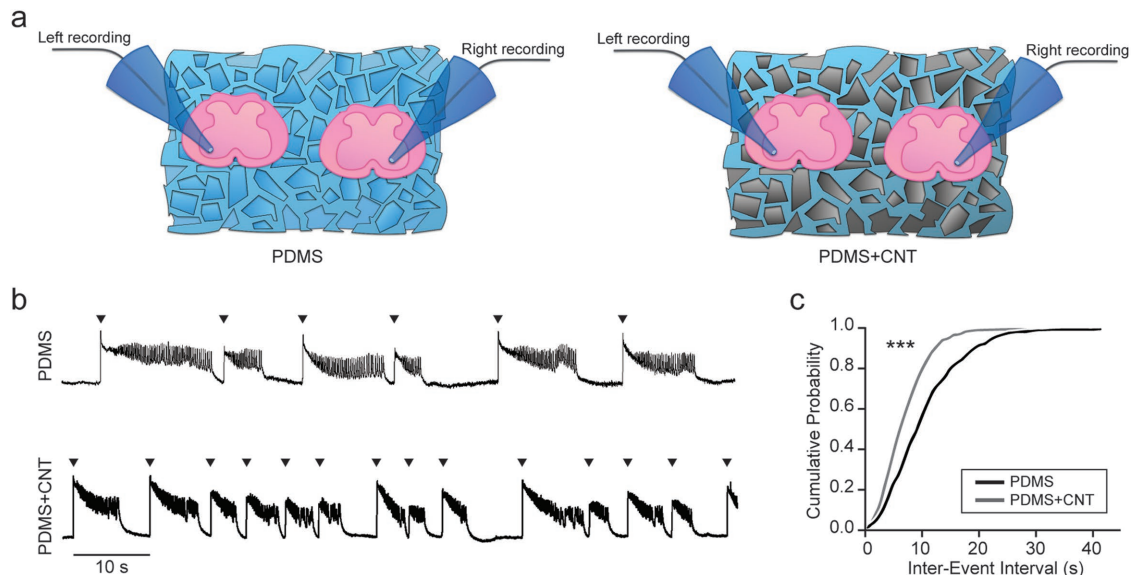 a
Left recording
Right recording
Left recording
Right recording
PDMS
PDMS+CNT
b
PDMS
PDMS+CNT
10 s
c
Cumulative Probability
1.0
0.8
0.6
0.4
0.2
0.0
***
PDMS
PDMS+CNT
0 10 20 30 40
Inter-Event Interval (s)